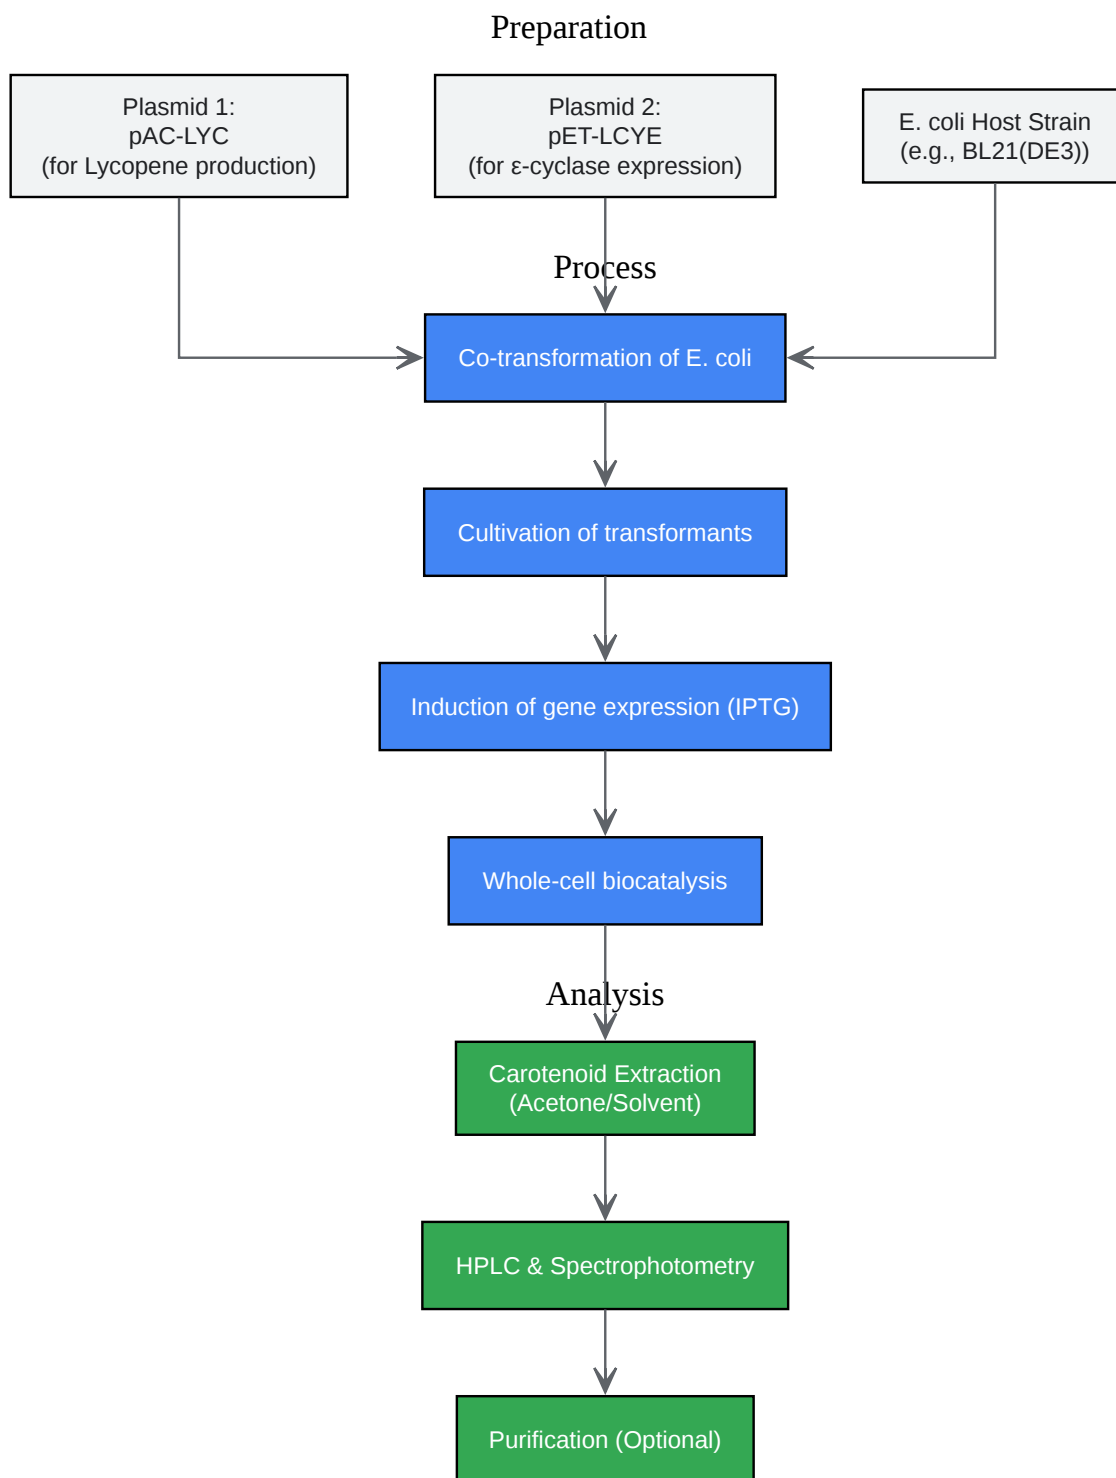 Preparation
Plasmid 1:
pAC-LYC
(for Lycopene production)
Plasmid 2:
pET-LCYE
(for ε-cyclase expression)
E. coli Host Strain
(e.g., BL21(DE3))
Process
Co-transformation of E. coli
Cultivation of transformants
Induction of gene expression (IPTG)
Whole-cell biocatalysis
Analysis
Carotenoid Extraction
(Acetone/Solvent)
HPLC & Spectrophotometry
Purification (Optional)